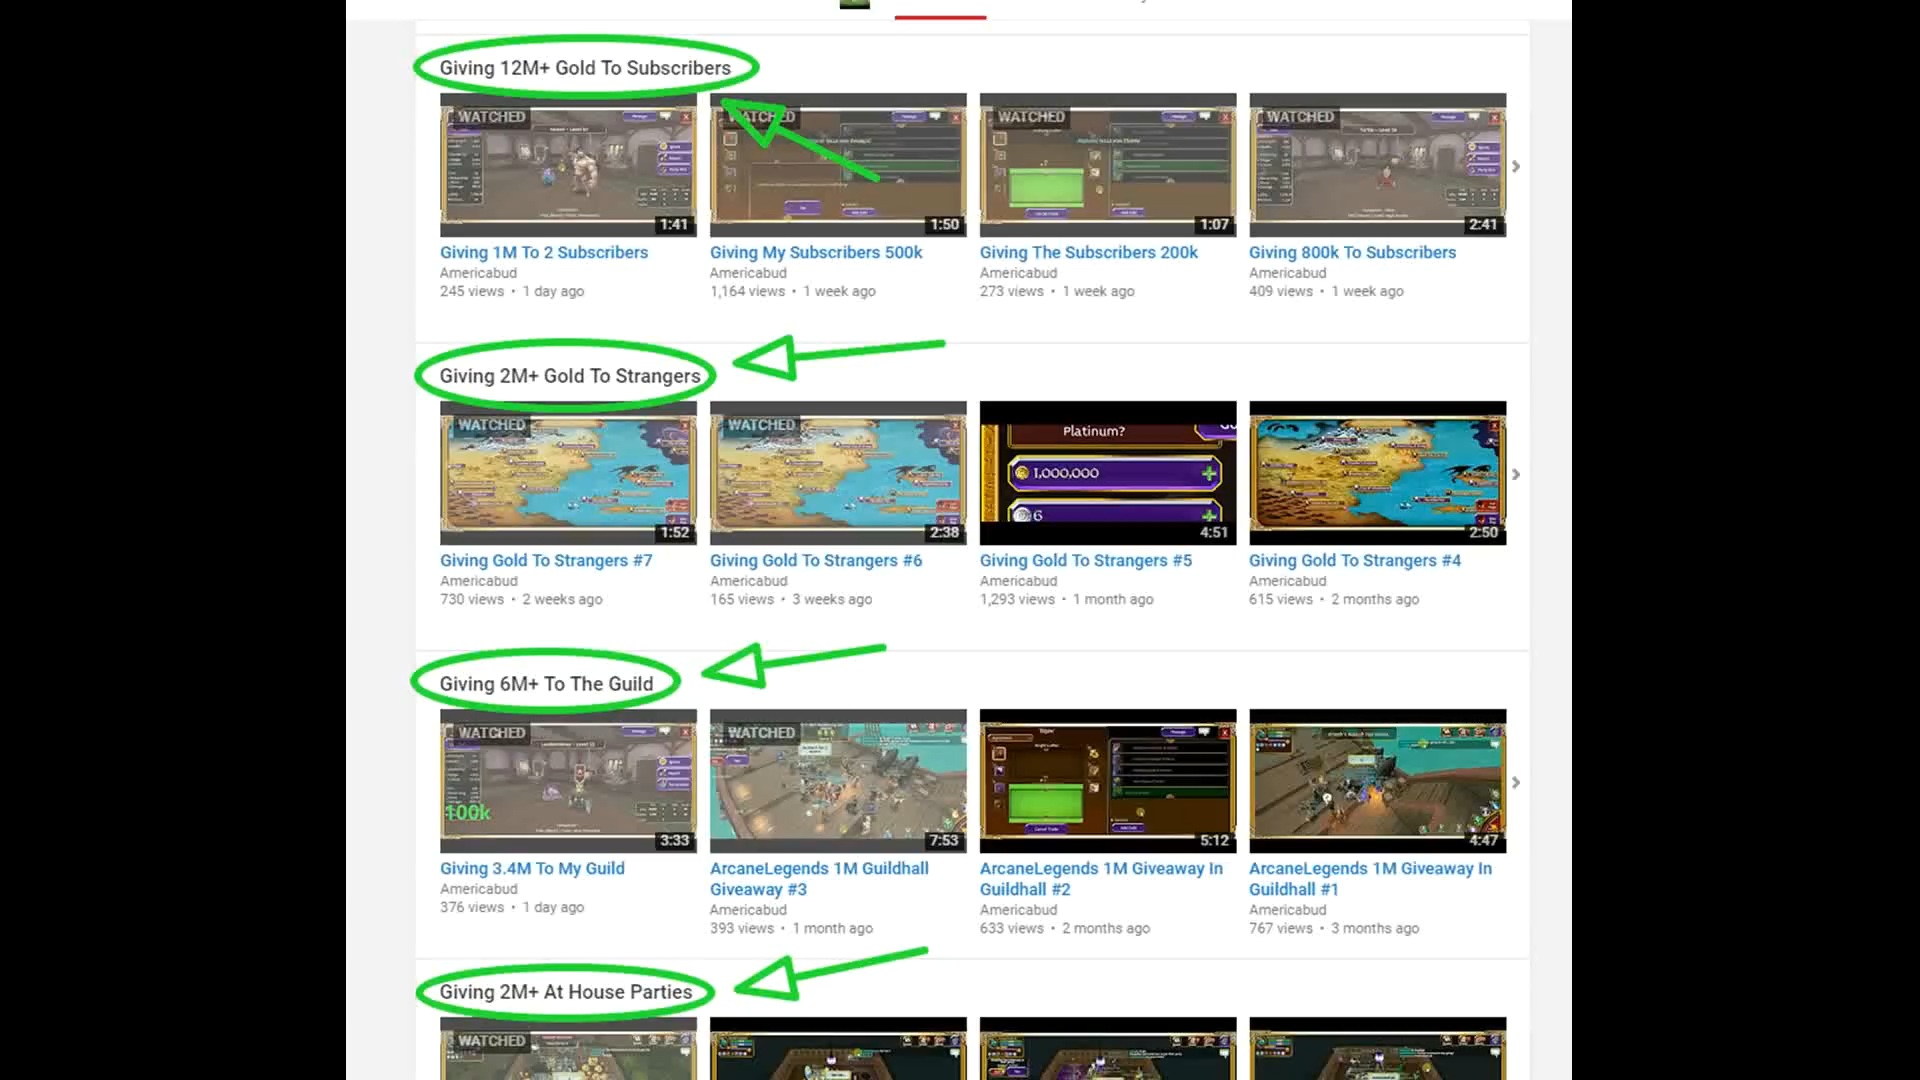 Giving 12M+ Gold To Subscribers
WATCHED
WATCHED
WATCHED
WATCHED
1:41
1:50
1:07
2:41
Giving 1M To 2 Subscribers
Giving My Subscribers 500k
Giving The Subscribers 200k
Giving 800k To Subscribers
Americabud
Americabud
Americabud
Americabud
245 views • 1 day ago
1,164 views • 1 week ago
273 views • 1 week ago
409 views • 1 week ago
Giving 2M+ Gold To Strangers
WATCHED
WATCHED
Platinum?
1,000,000
6
1:52
2:38
4:51
2:50
Giving Gold To Strangers #7
Giving Gold To Strangers #6
Giving Gold To Strangers #5
Giving Gold To Strangers #4
Americabud
Americabud
Americabud
Americabud
730 views • 2 weeks ago
165 views • 3 weeks ago
1,293 views • 1 month ago
615 views • 2 months ago
Giving 6M+ To The Guild
WATCHED
WATCHED
100k
3:33
7:53
5:12
4:47
Giving 3.4M To My Guild
ArcaneLegends 1M Guildhall
Giveaway #3
ArcaneLegends 1M Giveaway In
Guildhall #2
ArcaneLegends 1M Giveaway In
Guildhall #1
Americabud
Americabud
Americabud
Americabud
376 views • 1 day ago
393 views • 1 month ago
633 views • 2 months ago
767 views • 3 months ago
Giving 2M+ At House Parties
WATCHED